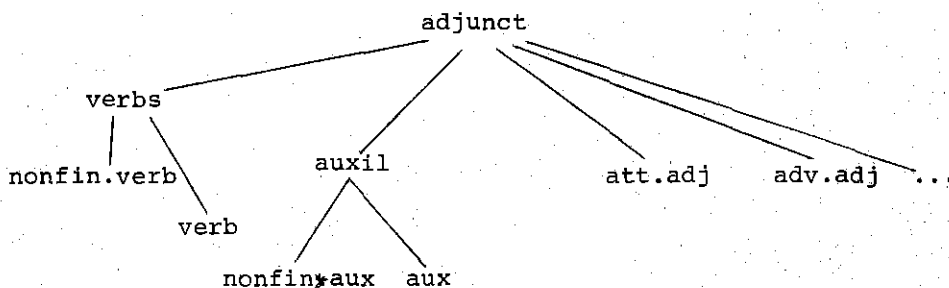 adjunct
verbs
nonfin.verb auxil att.adj adv.adj ...
verb
nonfin.aux aux